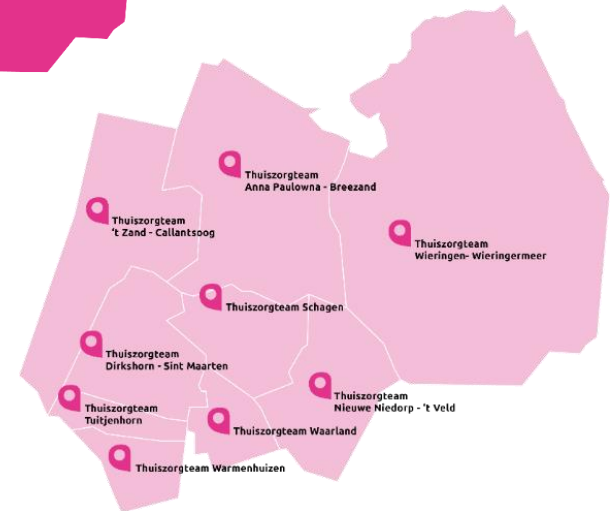 Thuiszorgteam
Anna Paulowna - Breezand
Thuiszorgteam
't Zand - Callantsoog
Thuiszorgteam
Wieringen- Wieringermeer
Thuiszorgteam Schagen
Thuiszorgteam
Dirkshorn - Sint Maarten
Thuiszorgteam
Nieuwe Niedorp - 't Veld
Thuiszorgteam
Tuitjenhorn
Thuiszorgteam Waarland
Thuiszorgteam Warmenhuizen